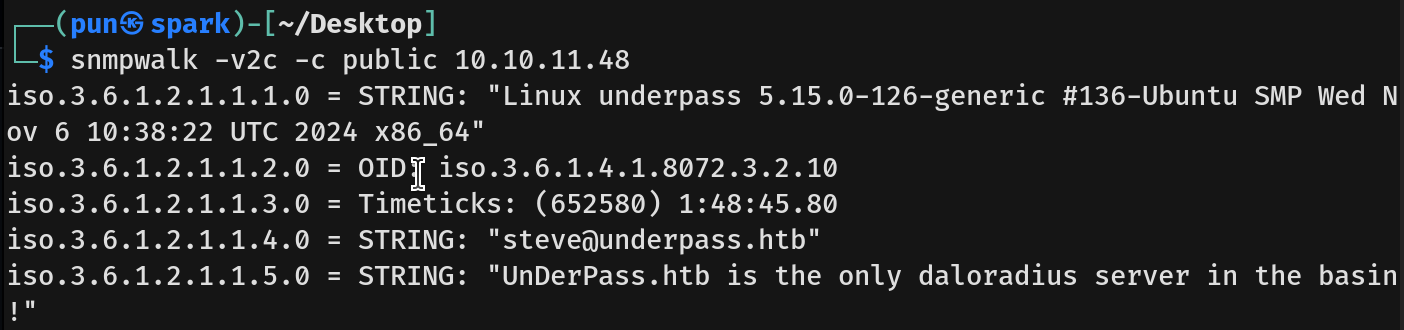 ┌──(pun㉿spark)-[~/Desktop]
└─$ snmpwalk -v2c -c public 10.10.11.48
iso.3.6.1.2.1.1.1.0 = STRING: "Linux underpass 5.15.0-126-generic #136-Ubuntu SMP Wed N
ov 6 10:38:22 UTC 2024 x86_64"
iso.3.6.1.2.1.1.2.0 = OID: iso.3.6.1.4.1.8072.3.2.10
iso.3.6.1.2.1.1.3.0 = Timeticks: (652580) 1:48:45.80
iso.3.6.1.2.1.1.4.0 = STRING: "steve@underpass.htb"
iso.3.6.1.2.1.1.5.0 = STRING: "UnDerPass.htb is the only daloradius server in the basin
!"